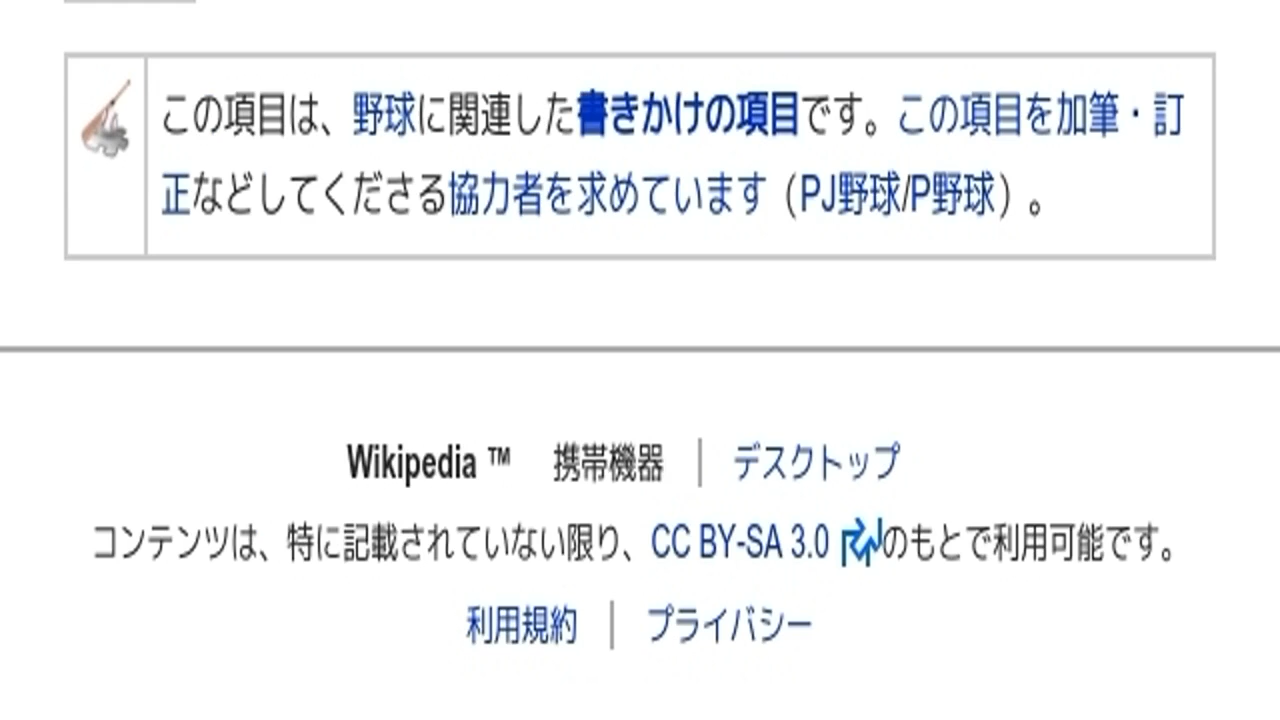 この項目は、野球に関連した書きかけの項目です。この項目を加筆・訂
正などしてくださる協力者を求めています（PJ野球/P野球）。
Wikipedia ™ 携帯機器 | デスクトップ
コンテンツは、特に記載されていない限り、CC BY-SA 3.0 のもとで利用可能です。
利用規約 | プライバシー